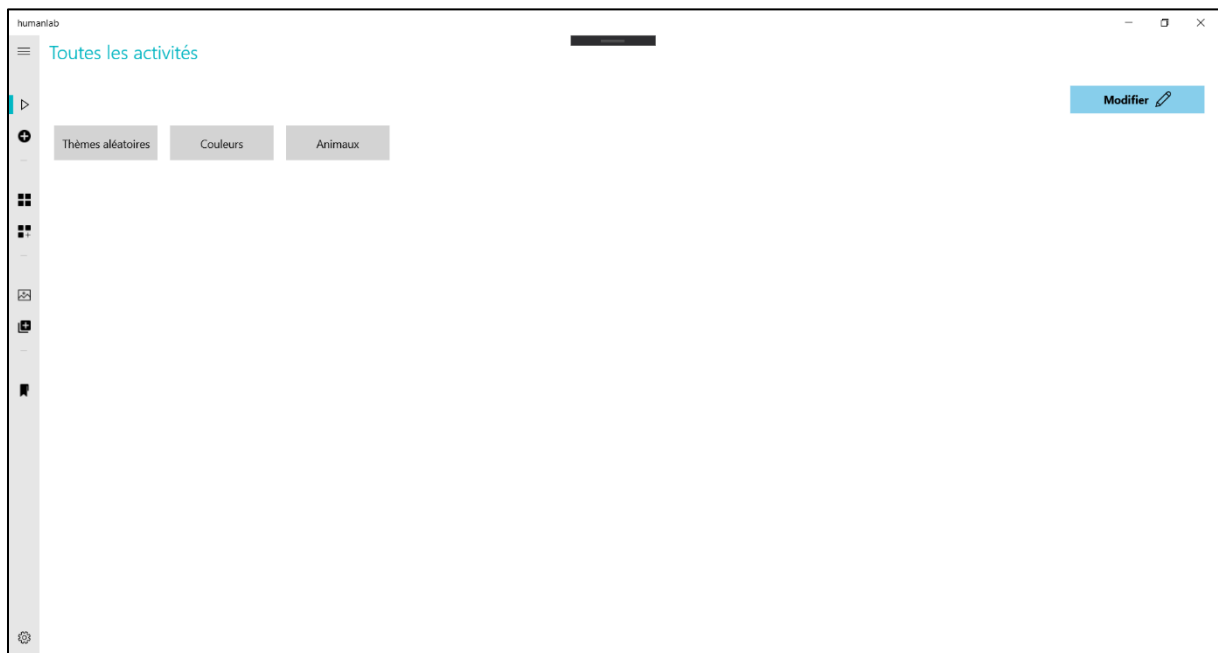 humanlab
Toutes les activités
Modifier
Thèmes aléatoires Couleurs Animaux